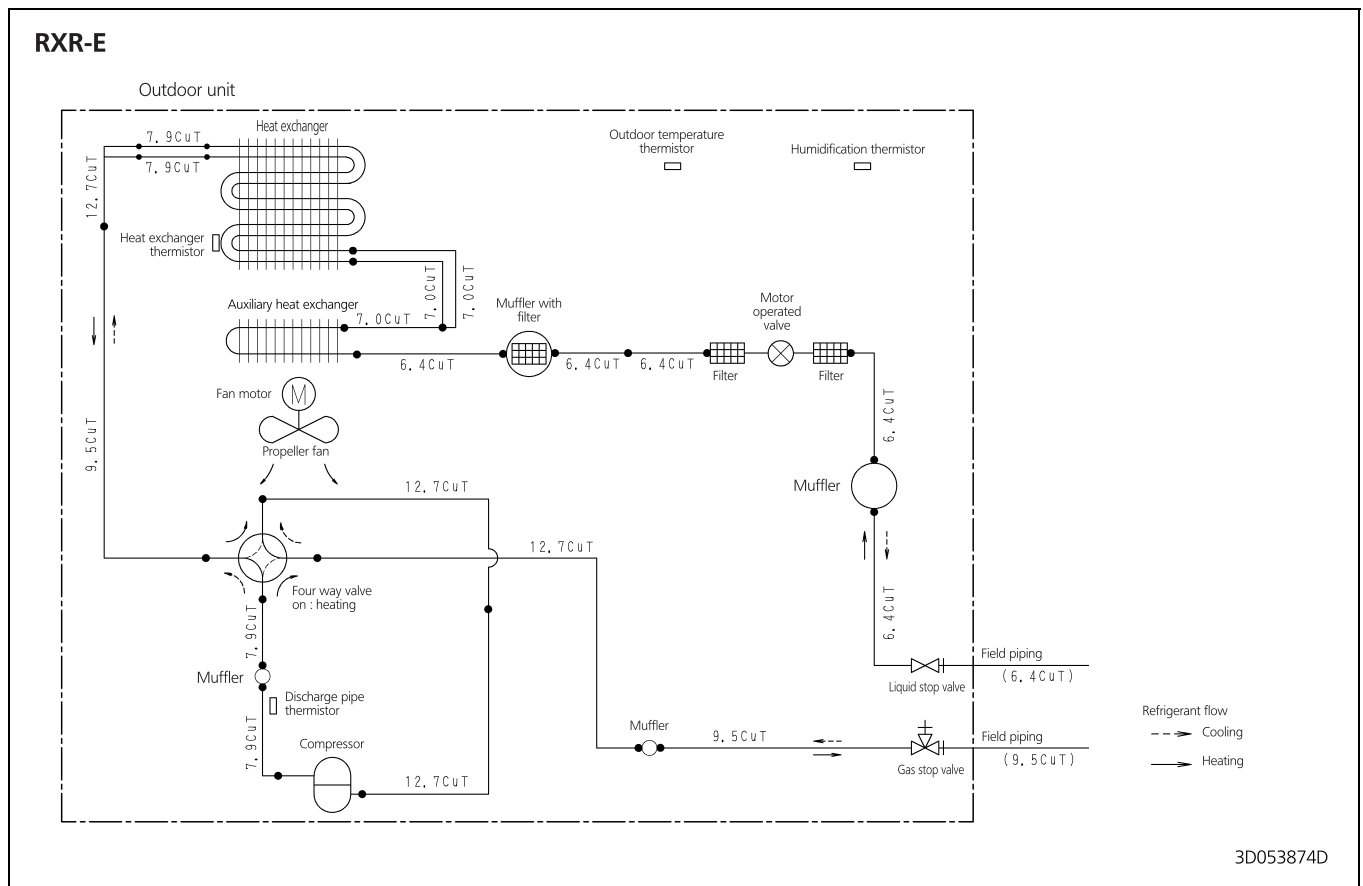 RXR-E
Outdoor unit
Heat exchanger
7.9CuT
7.9CuT
12.7CuT
Outdoor temperature
thermistor
Humidification thermistor
Heat exchanger
thermistor
7.0CuT
7.0CuT
Auxiliary heat exchanger
7.0CuT
Muffler with
filter
Motor
operated
valve
6.4CuT
6.4CuT
6.4CuT
Filter
Filter
Fan motor
M
Propeller fan
9.5CuT
6.4CuT
Muffler
12.7CuT
12.7CuT
Four way valve
on : heating
7.9CuT
6.4CuT
Muffler
Discharge pipe
thermistor
7.9CuT
Compressor
12.7CuT
Muffler
9.5CuT
Liquid stop valve
Field piping
(6.4CuT)
Gas stop valve
Field piping
(9.5CuT)
Refrigerant flow
Cooling
Heating
3D053874D